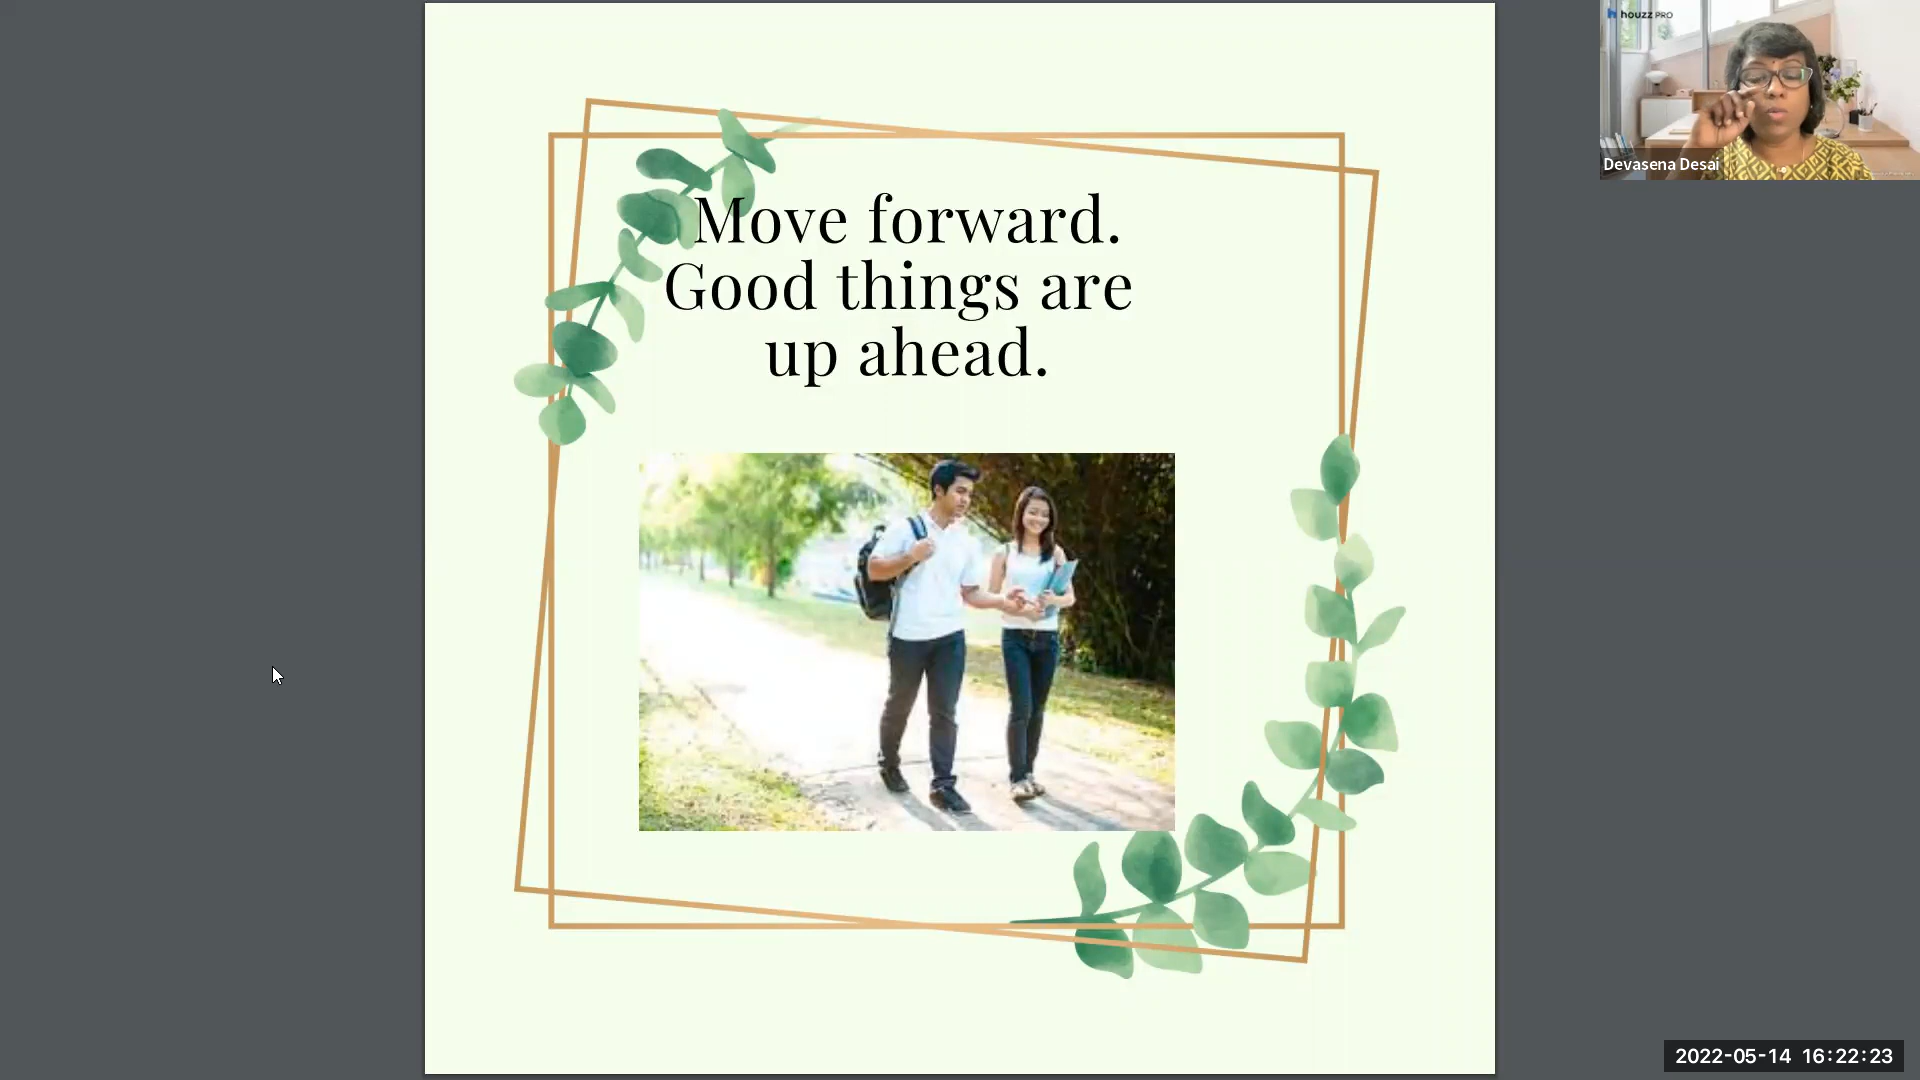 houzz PRO
Move forward.
Good things are
up ahead.
Devasena Desai
2022-05-14 16:22:23